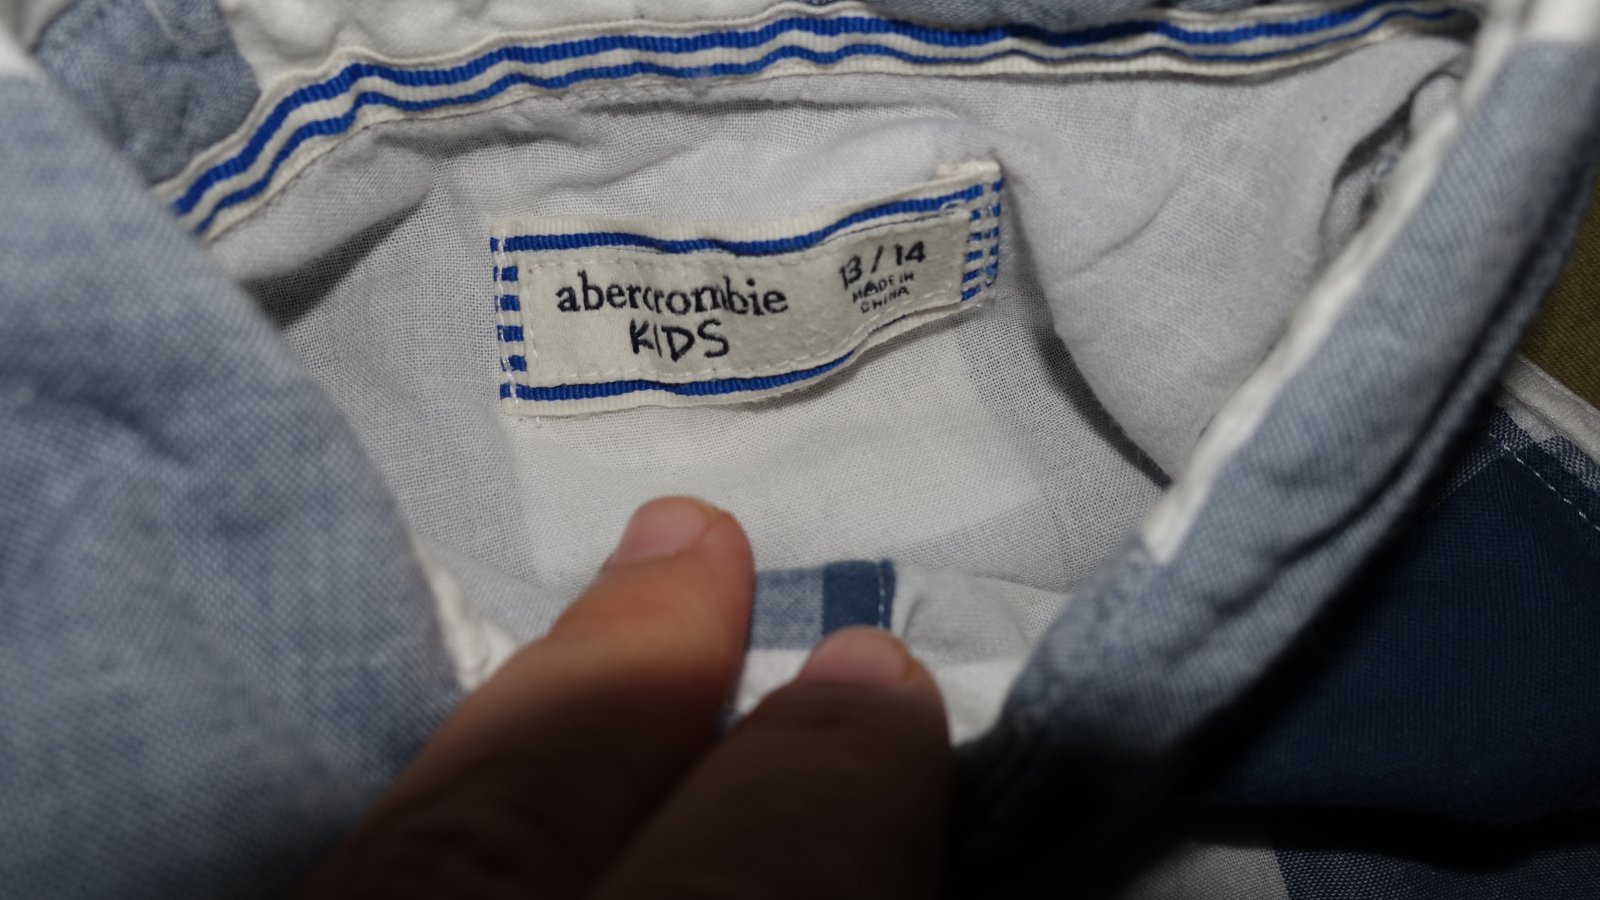 abercrombie
KIDS
13 / 14
MADE IN
CHINA